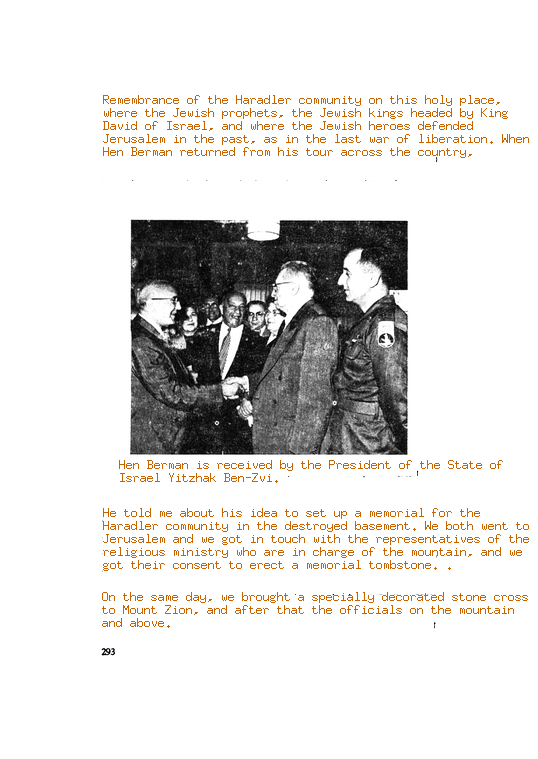 Remembrance of the Haradler community on this holy place,
where the Jewish prophets, the Jewish kings headed by King
David of Israel, and where the Jewish heroes defended
Jerusalem in the past, as in the last war of liberation. When
Hen Berman returned from his tour across the country,
Hen Berman is received by the President of the State of
Israel Yitzhak Ben-Zvi.
He told me about his idea to set up a memorial for the
Haradler community in the destroyed basement. We both went to
Jerusalem and we got in touch with the representatives of the
religious ministry who are in charge of the mountain, and we
got their consent to erect a memorial tombstone. .
On the same day, we brought a specially decorated stone cross
to Mount Zion, and after that the officials on the mountain
and above.
293